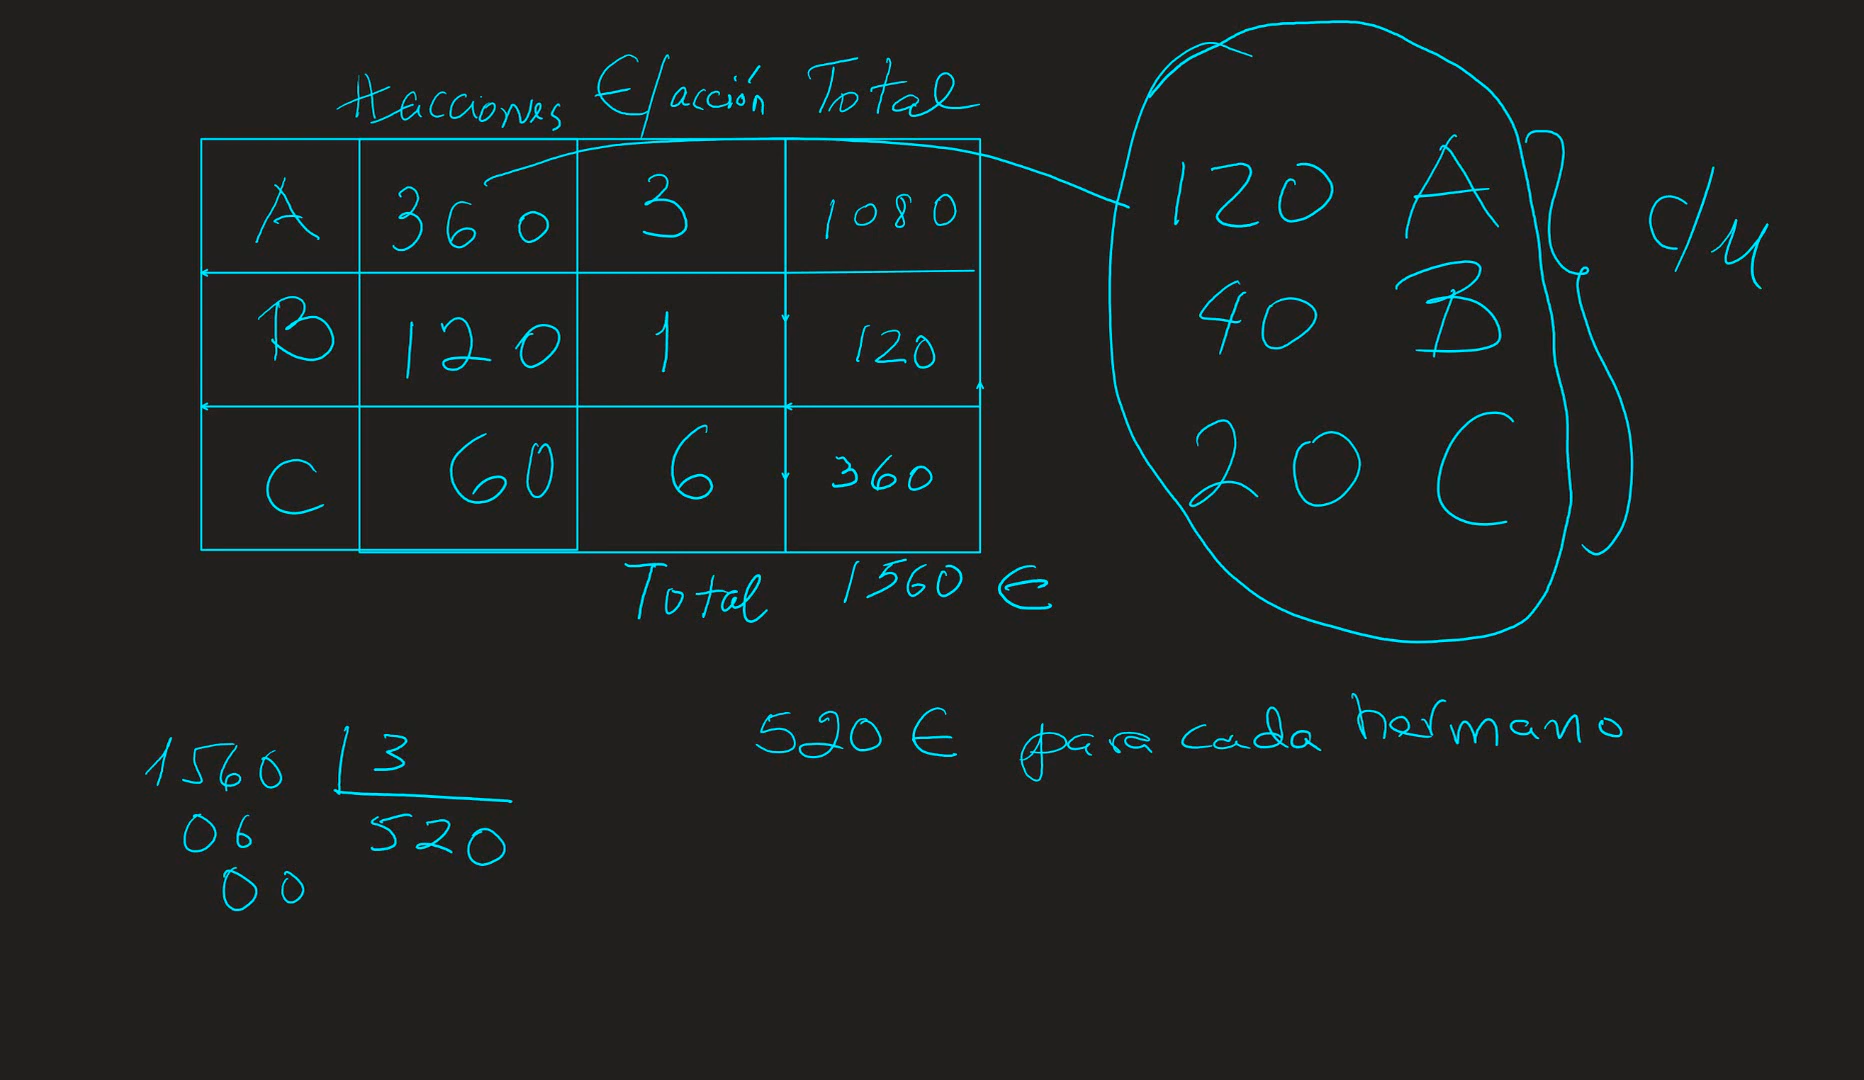 #acciones €/acción Total
A 360 3 1080
B 120 1 120
C 60 6 360
Total 1560 €
120 A
40 B
20 C
c/u
1560 3
06 520
00
520 € para cada hermano